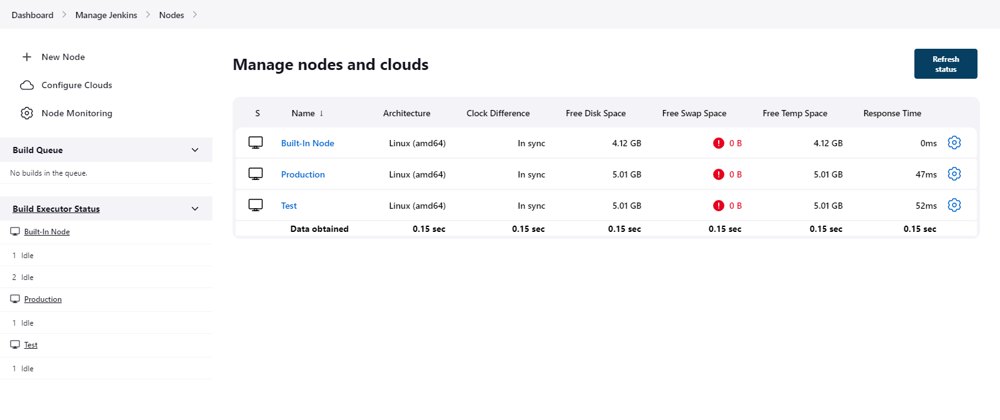 Dashboard Manage Jenkins Nodes
New Node
Configure Clouds
Node Monitoring
Build Queue
No builds in the queue.
Build Executor Status
Built-In Node
1 Idle
2 Idle
Production
1 Idle
Test
1 Idle
Manage nodes and clouds
Refresh
status
S Name ↓ Architecture Clock Difference Free Disk Space Free Swap Space Free Temp Space Response Time
Built-In Node Linux (amd64) In sync 4.12 GB 0 B 4.12 GB 0ms
Production Linux (amd64) In sync 5.01 GB 0 B 5.01 GB 47ms
Test Linux (amd64) In sync 5.01 GB 0 B 5.01 GB 52ms
Data obtained 0.15 sec 0.15 sec 0.15 sec 0.15 sec 0.15 sec 0.15 sec